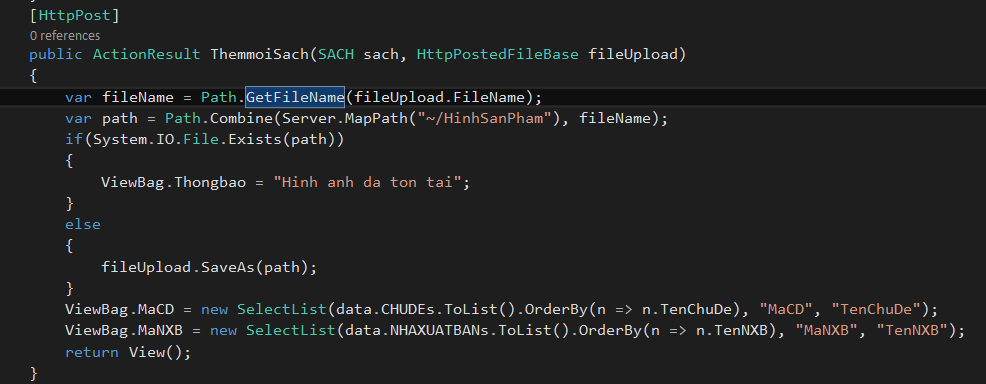 [HttpPost]
0 references
public ActionResult ThemmoiSach(SACH sach, HttpPostedFileBase fileUpload)
{
    var fileName = Path.GetFileName(fileUpload.FileName);
    var path = Path.Combine(Server.MapPath("~/HinhSanPham"), fileName);
    if(System.IO.File.Exists(path))
    {
        ViewBag.Thongbao = "Hinh anh da ton tai";
    }
    else
    {
        fileUpload.SaveAs(path);
    }
    ViewBag.MaCD = new SelectList(data.CHUDEs.ToList().OrderBy(n => n.TenChuDe), "MaCD", "TenChuDe");
    ViewBag.MaNXB = new SelectList(data.NHAXUATBANs.ToList().OrderBy(n => n.TenNXB), "MaNXB", "TenNXB");
    return View();
}